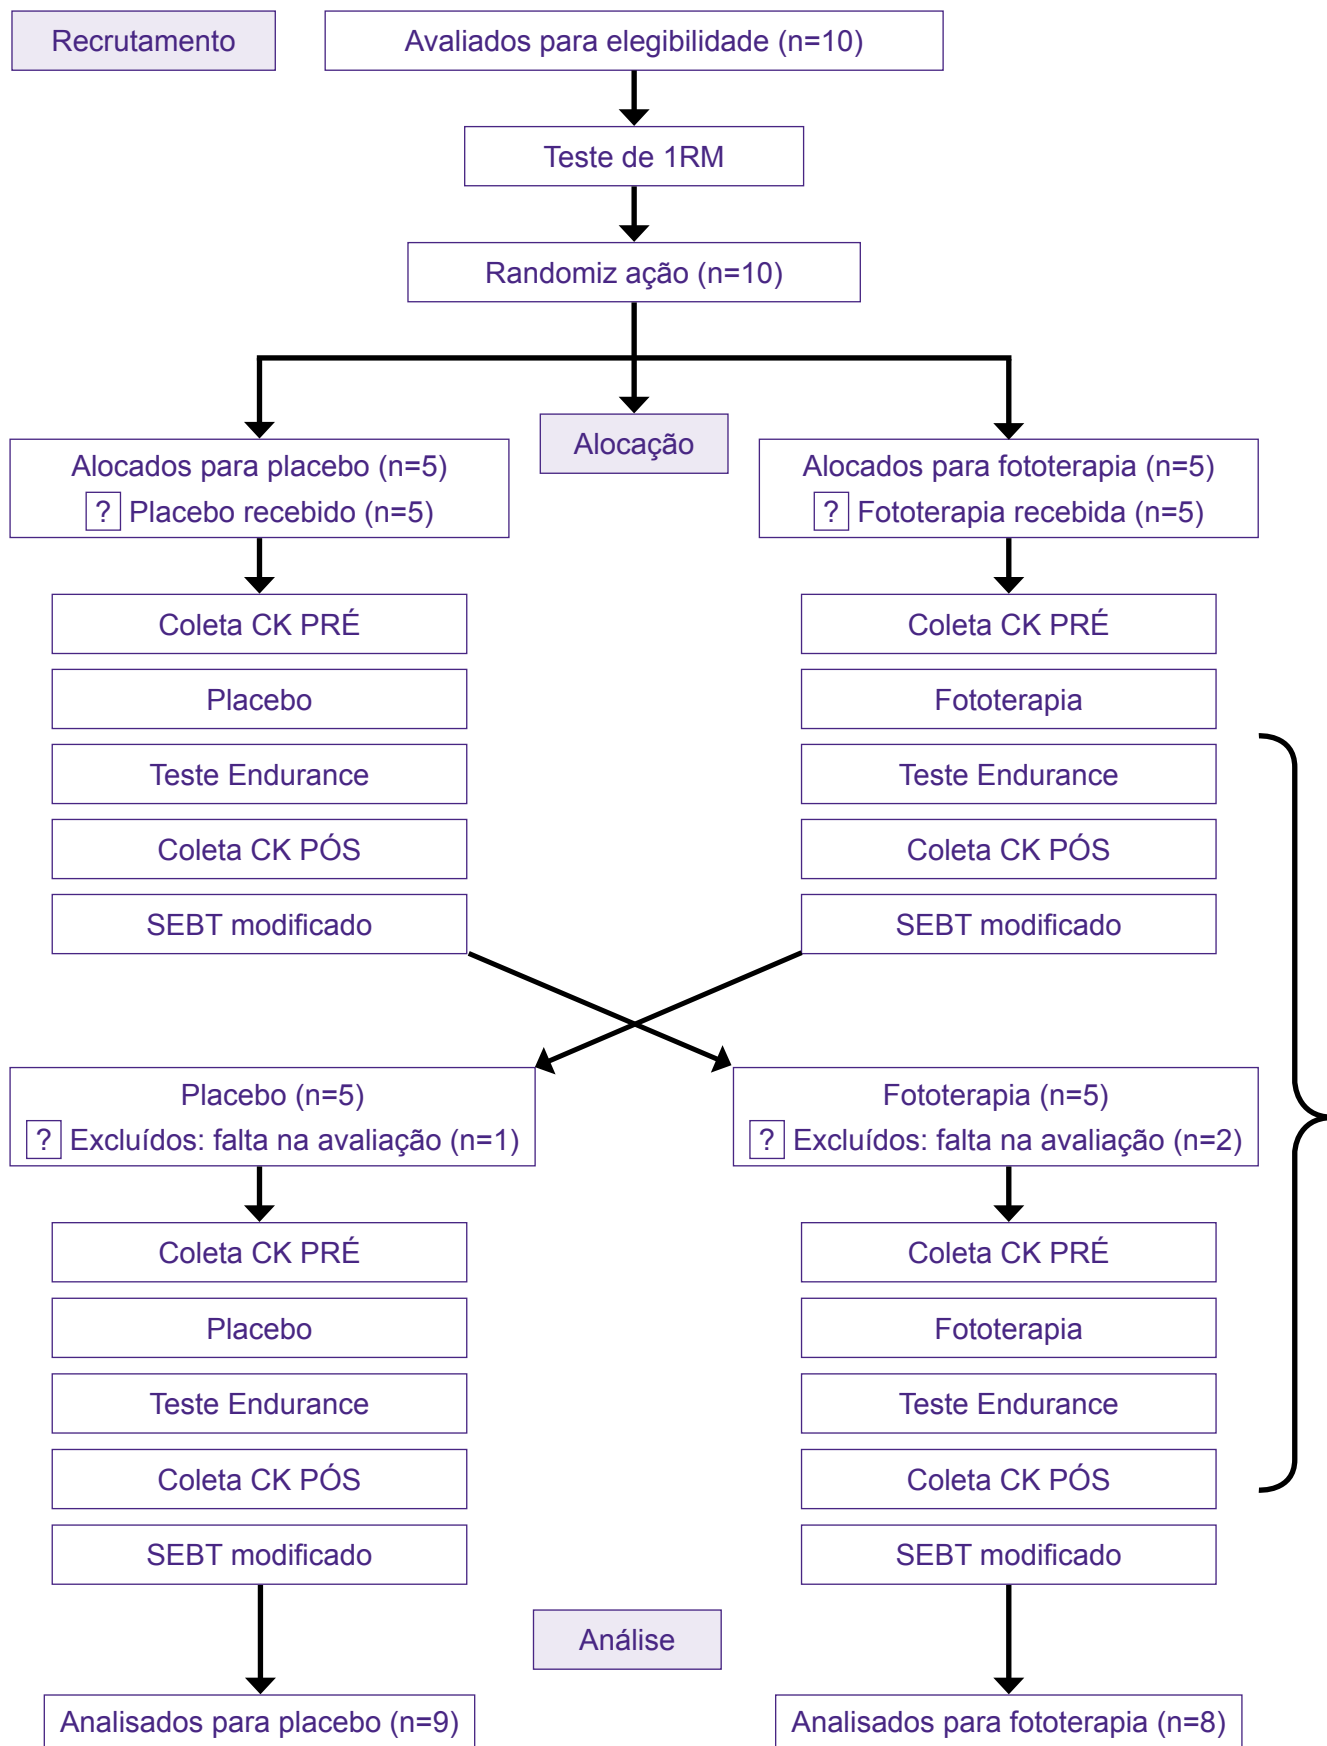 Recrutamento
Avaliados para elegibilidade (n=10)
Teste de 1RM
Randomiz ação (n=10)
Alocação
Alocados para placebo (n=5)
? Placebo recebido (n=5)
Alocados para fototerapia (n=5)
? Fototerapia recebida (n=5)
Coleta CK PRÉ
Placebo
Teste Endurance
Coleta CK PÓS
SEBT modificado
Coleta CK PRÉ
Fototerapia
Teste Endurance
Coleta CK PÓS
SEBT modificado
Placebo (n=5)
? Excluídos: falta na avaliação (n=1)
Fototerapia (n=5)
? Excluídos: falta na avaliação (n=2)
Coleta CK PRÉ
Placebo
Teste Endurance
Coleta CK PÓS
SEBT modificado
Coleta CK PRÉ
Fototerapia
Teste Endurance
Coleta CK PÓS
SEBT modificado
Análise
Analisados para placebo (n=9)
Analisados para fototerapia (n=8)